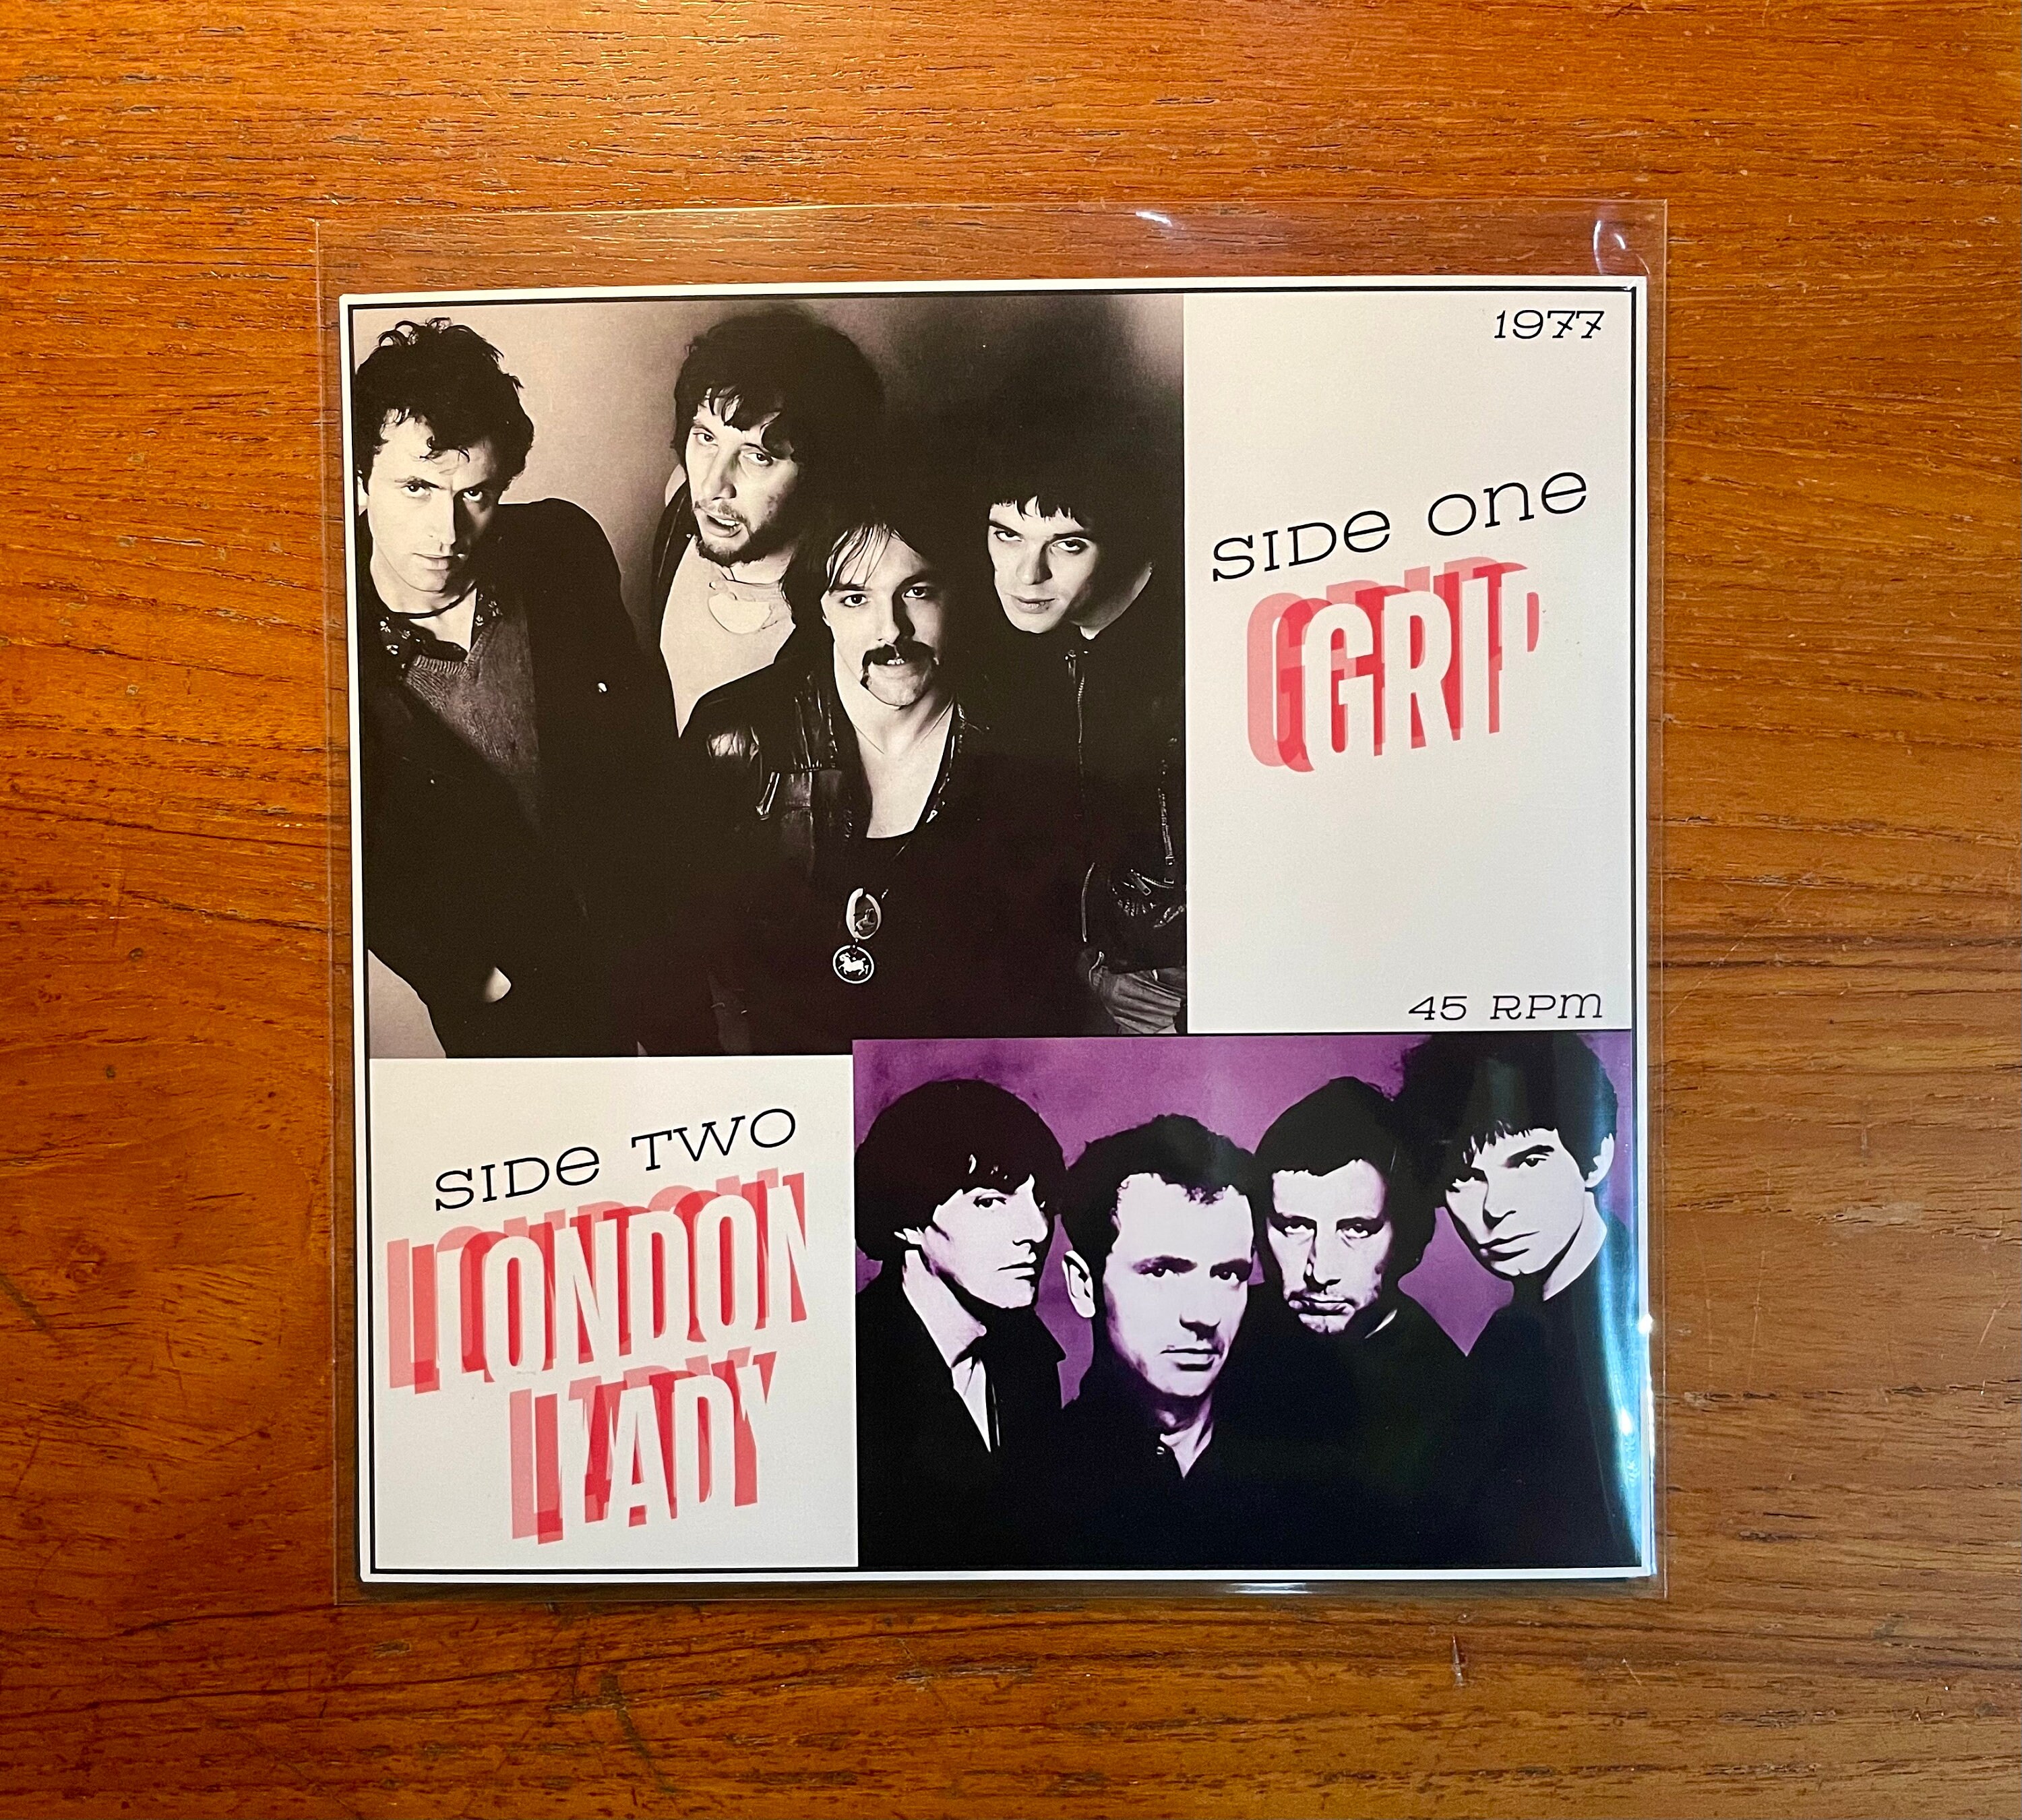 1977
SIDE ONE
GRIP
45 RPM
SIDE TWO
LONDON
LADY